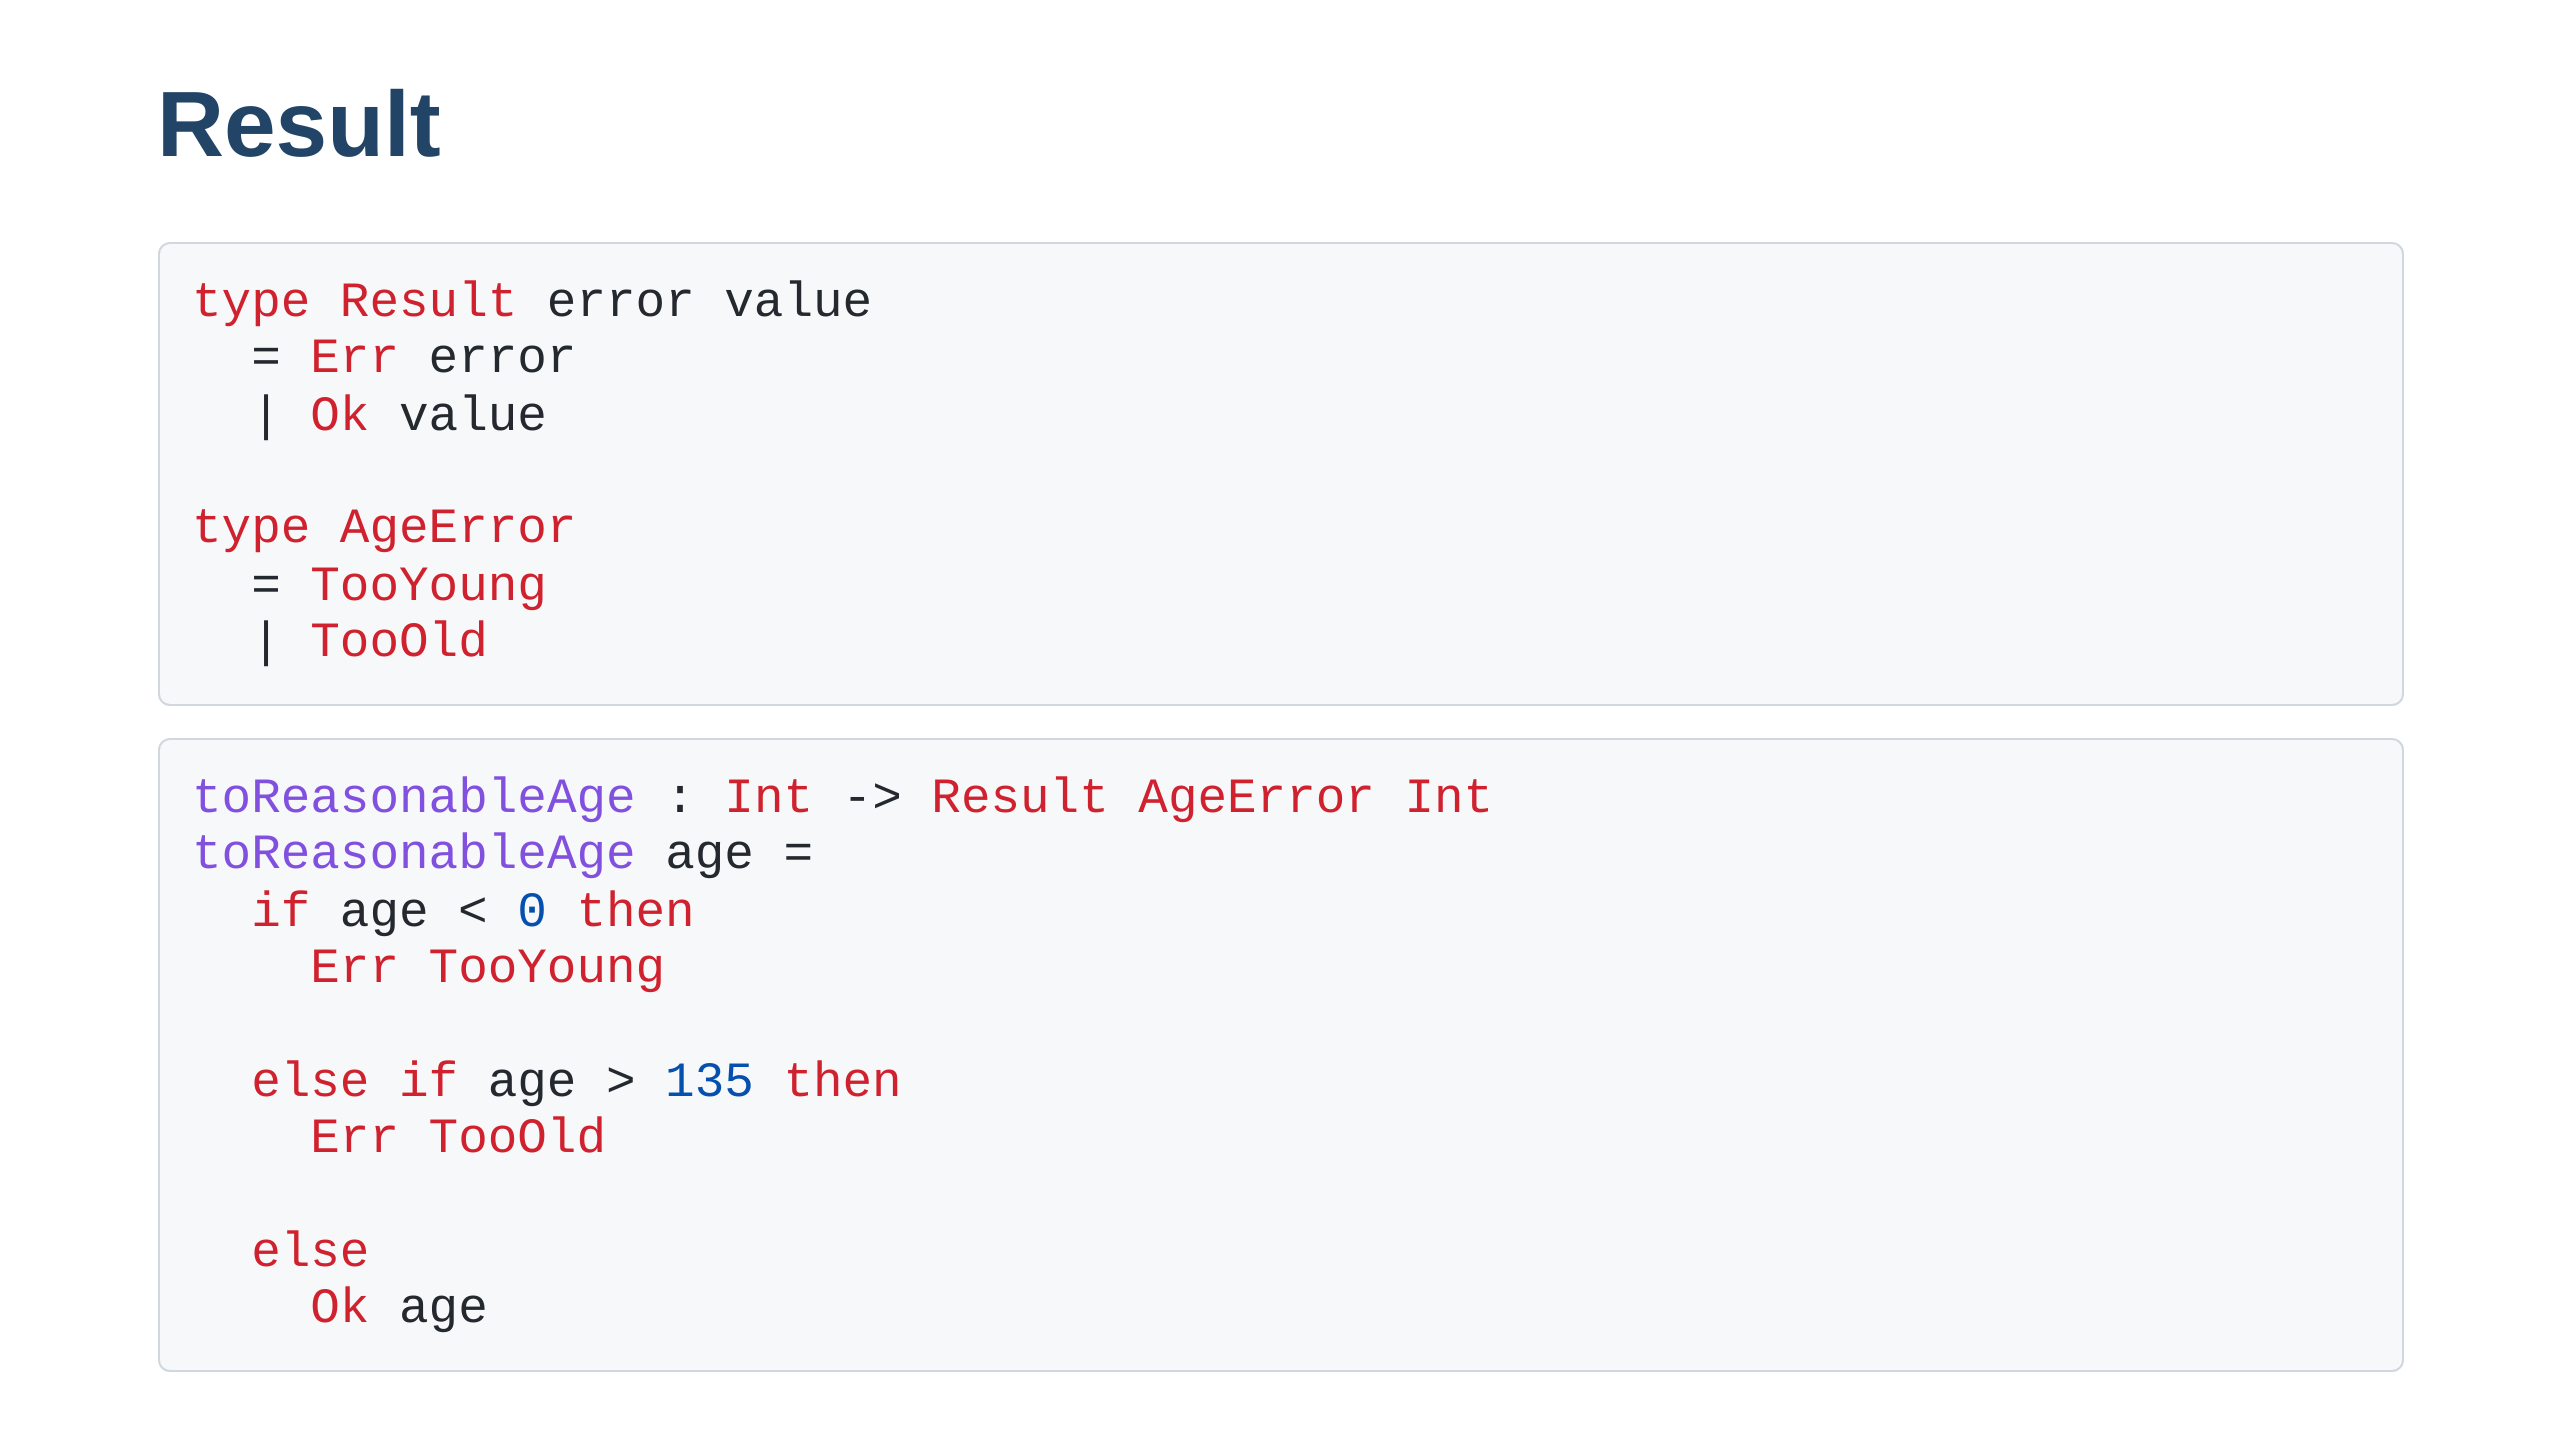 Result
type Result error value
  = Err error
  | Ok value
type AgeError
  = TooYoung
  | TooOld
toReasonableAge : Int -> Result AgeError Int
toReasonableAge age =
  if age < 0 then
    Err TooYoung
  else if age > 135 then
    Err TooOld
  else
    Ok age